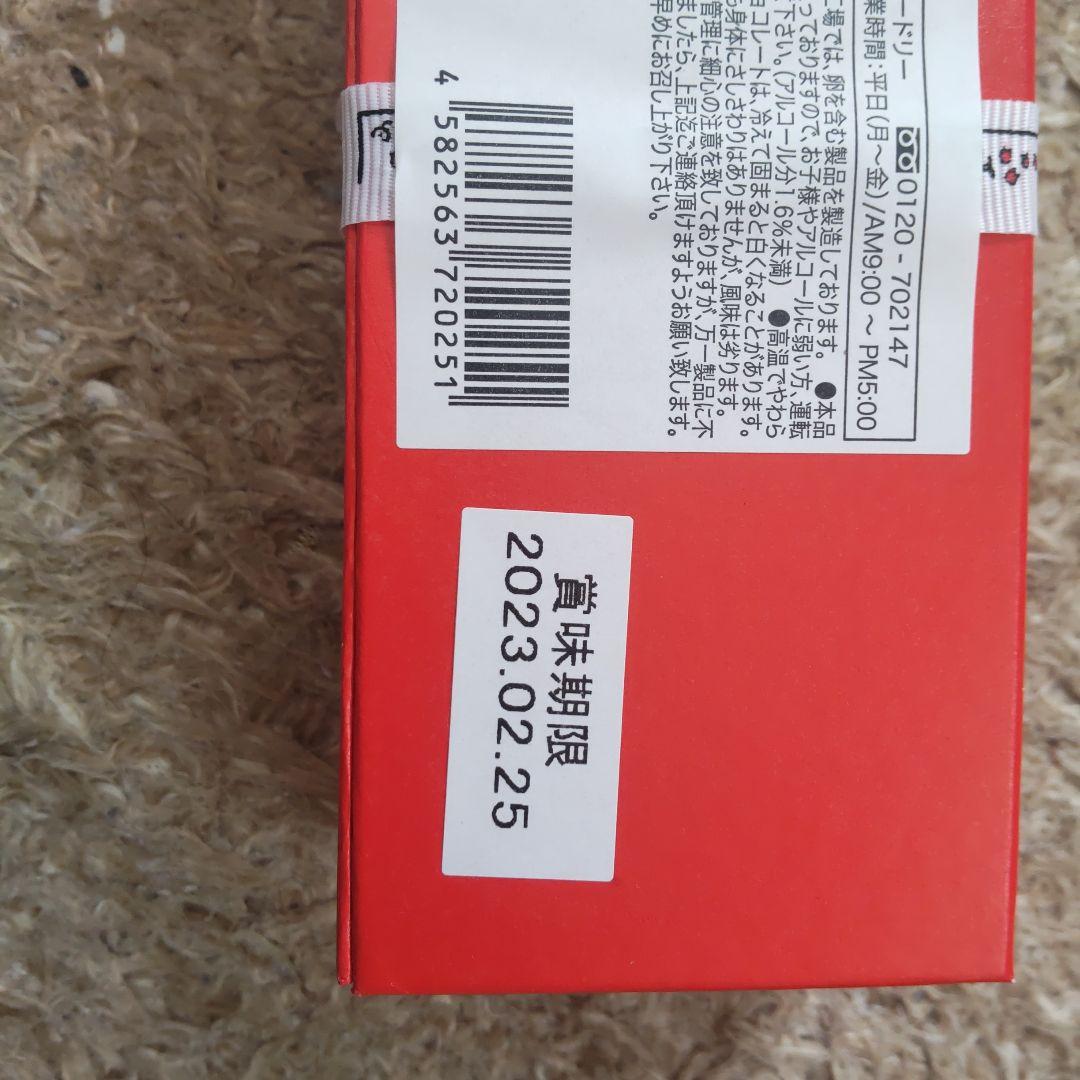 ードリー 0120-702147
業時間:平日(月～金)/AM9:00～PM5:00
場では、卵を含む製品を製造しております。 ●本品
っておりますので、お子様やアルコールに弱い方、運転
下さい。(アルコール分1.6%未満) ●高温でやわら
コレートは、冷えて固まると白くなることがあります。
身体にさしさわりはありませんが、風味は劣ります。
管理に細心の注意を致しておりますが、万一製品に不
ましたら、上記迄ご連絡頂けますようお願い致します。
早めにお召し上がり下さい。
4 582563 720251
賞味期限
2023.02.25